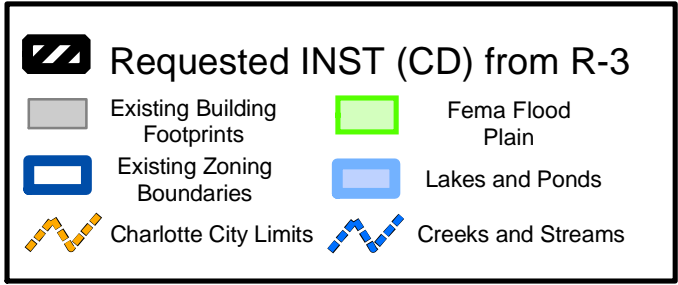 Requested INST (CD) from R-3
Existing Building
Footprints
Fema Flood
Plain
Existing Zoning
Boundaries
Lakes and Ponds
Charlotte City Limits
Creeks and Streams